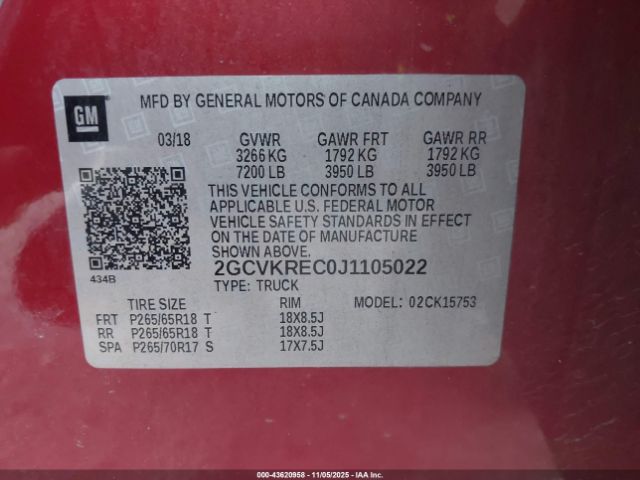 GM
MFD BY GENERAL MOTORS OF CANADA COMPANY
03/18 GVWR GAWR FRT GAWR RR
3266 KG 1792 KG 1792 KG
7200 LB 3950 LB 3950 LB
THIS VEHICLE CONFORMS TO ALL
APPLICABLE U.S. FEDERAL MOTOR
VEHICLE SAFETY STANDARDS IN EFFECT
ON THE DATE OF MANUFACTURE
SHOWN ABOVE.
2GCVKREC0J1105022
434B
TYPE: TRUCK
TIRE SIZE RIM MODEL: 02CK15753
FRT P265/65R18 T 18X8.5J
RR P265/65R18 T 18X8.5J
SPA P265/70R17 S 17X7.5J
000-43620958 - 11/05/2025 - IAAI.COM